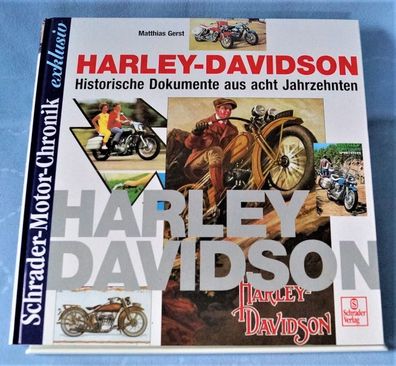 Matthias Gerst
HARLEY-DAVIDSON
Historische Dokumente aus acht Jahrzehnten
Schrader-Motor-Chronik exklusiv
HARLEY
DAVIDSON
HARLEY-
DAVIDSON
S
Schrader
Verlag